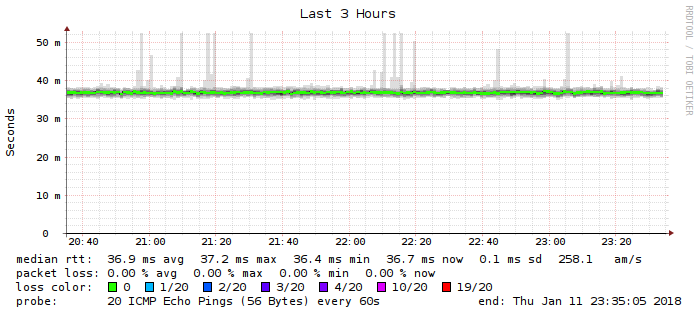 Last 3 Hours
RRDTOOL / TOBI OETIKER
Seconds
50 m
40 m
30 m
20 m
10 m
0
20:40 21:00 21:20 21:40 22:00 22:20 22:40 23:00 23:20
median rtt: 36.9 ms avg 37.2 ms max 36.4 ms min 36.7 ms now 0.1 ms sd 258.1 am/s
packet loss: 0.00 % avg 0.00 % max 0.00 % min 0.00 % now
loss color: 0 1/20 2/20 3/20 4/20 10/20 19/20
probe: 20 ICMP Echo Pings (56 Bytes) every 60s end: Thu Jan 11 23:35:05 2018